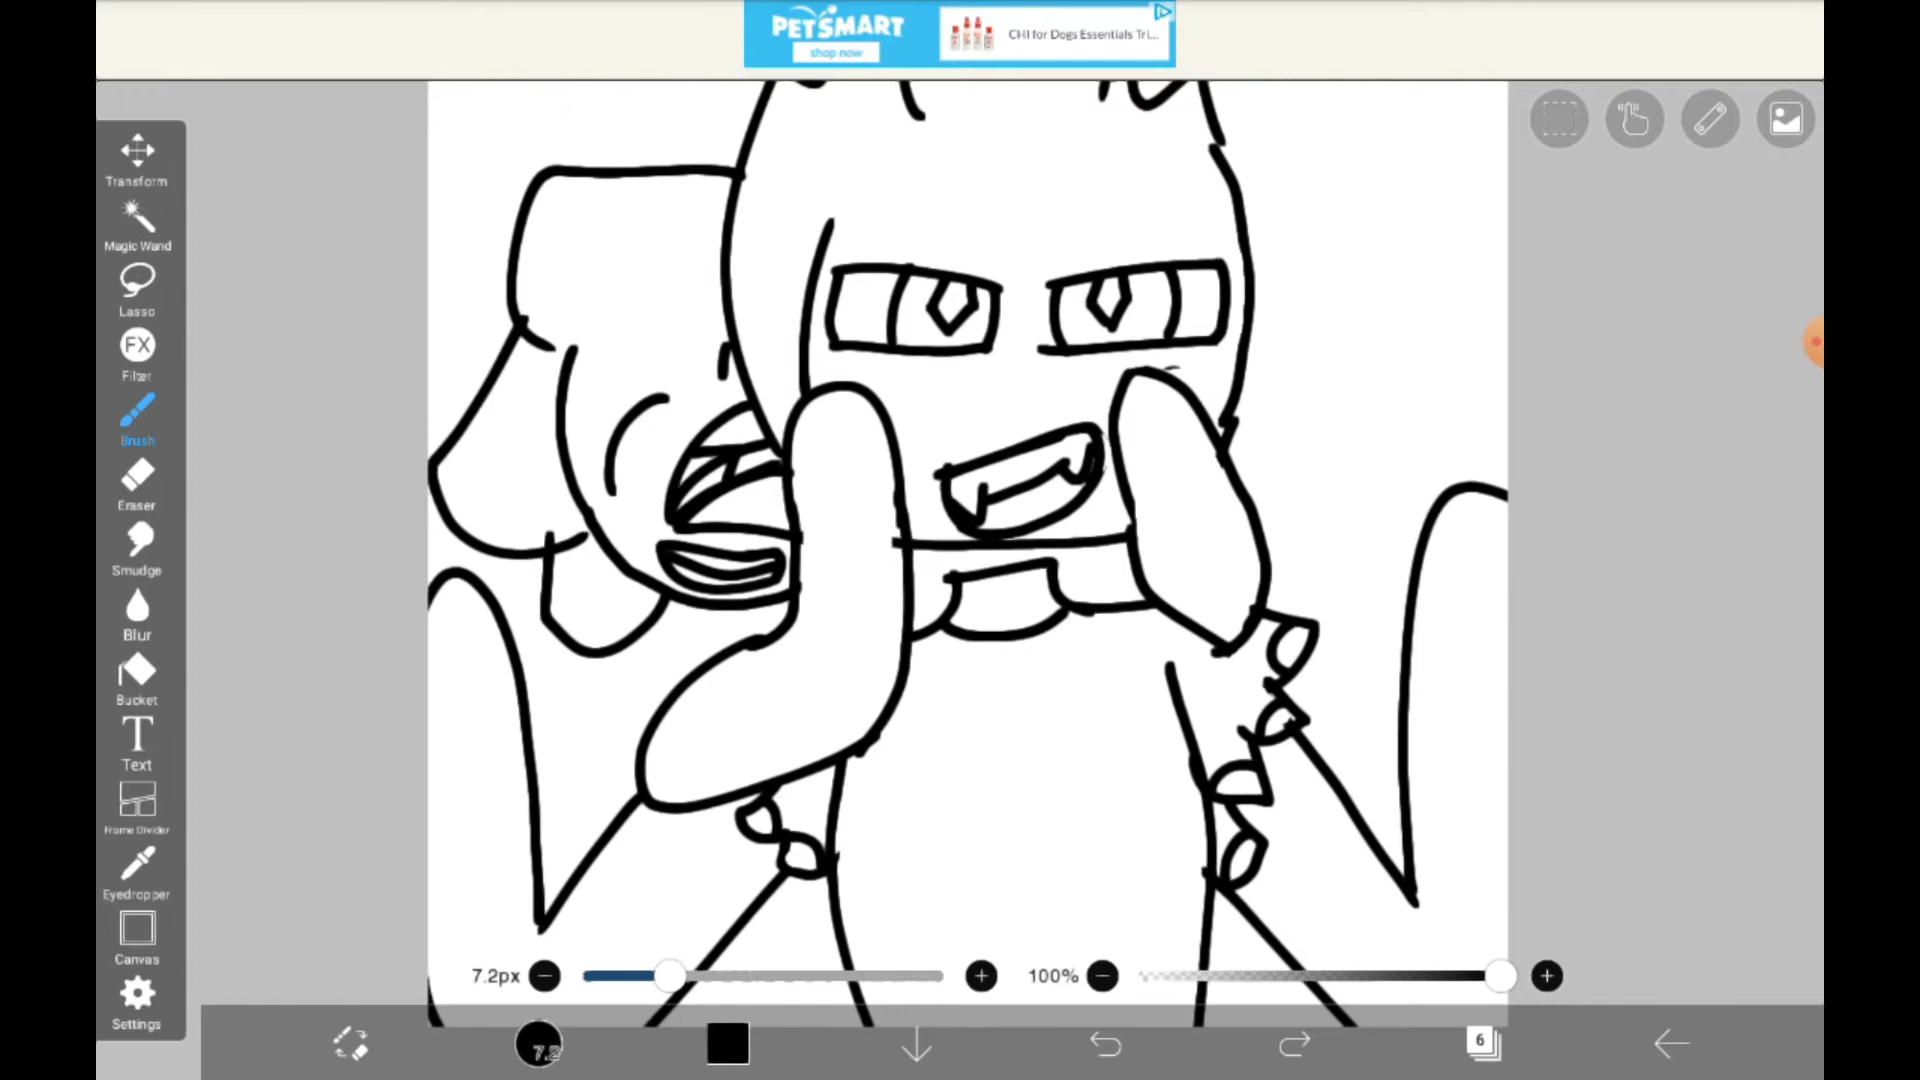 PETSMART
shop now
CHI for Dogs Essentials Tri...
Transform
Magic Wand
Lasso
FX
Filter
Brush
Eraser
Smudge
Blur
Bucket
T
Text
Frame Divider
Eyedropper
Canvas
Settings
7.2px
100%
7.2
6